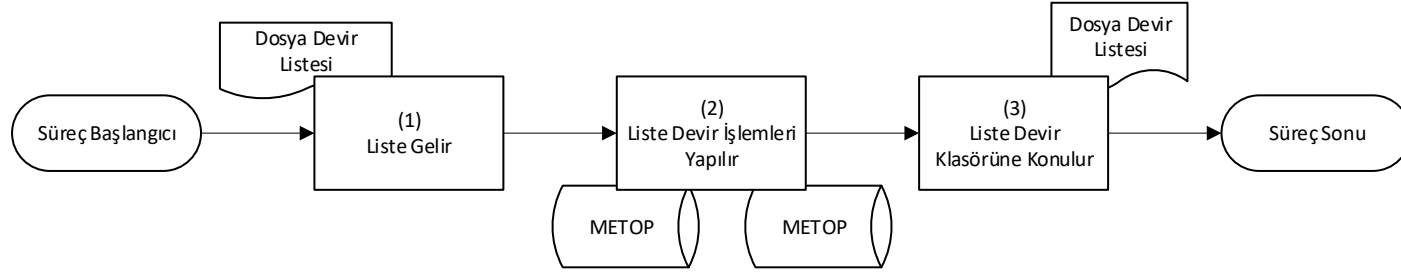 Dosya Devir
Listesi
Dosya Devir
Listesi
Süreç Başlangıcı
(1)
Liste Gelir
(2)
Liste Devir İşlemleri
Yapılır
(3)
Liste Devir
Klasörüne Konulur
Süreç Sonu
METOP
METOP